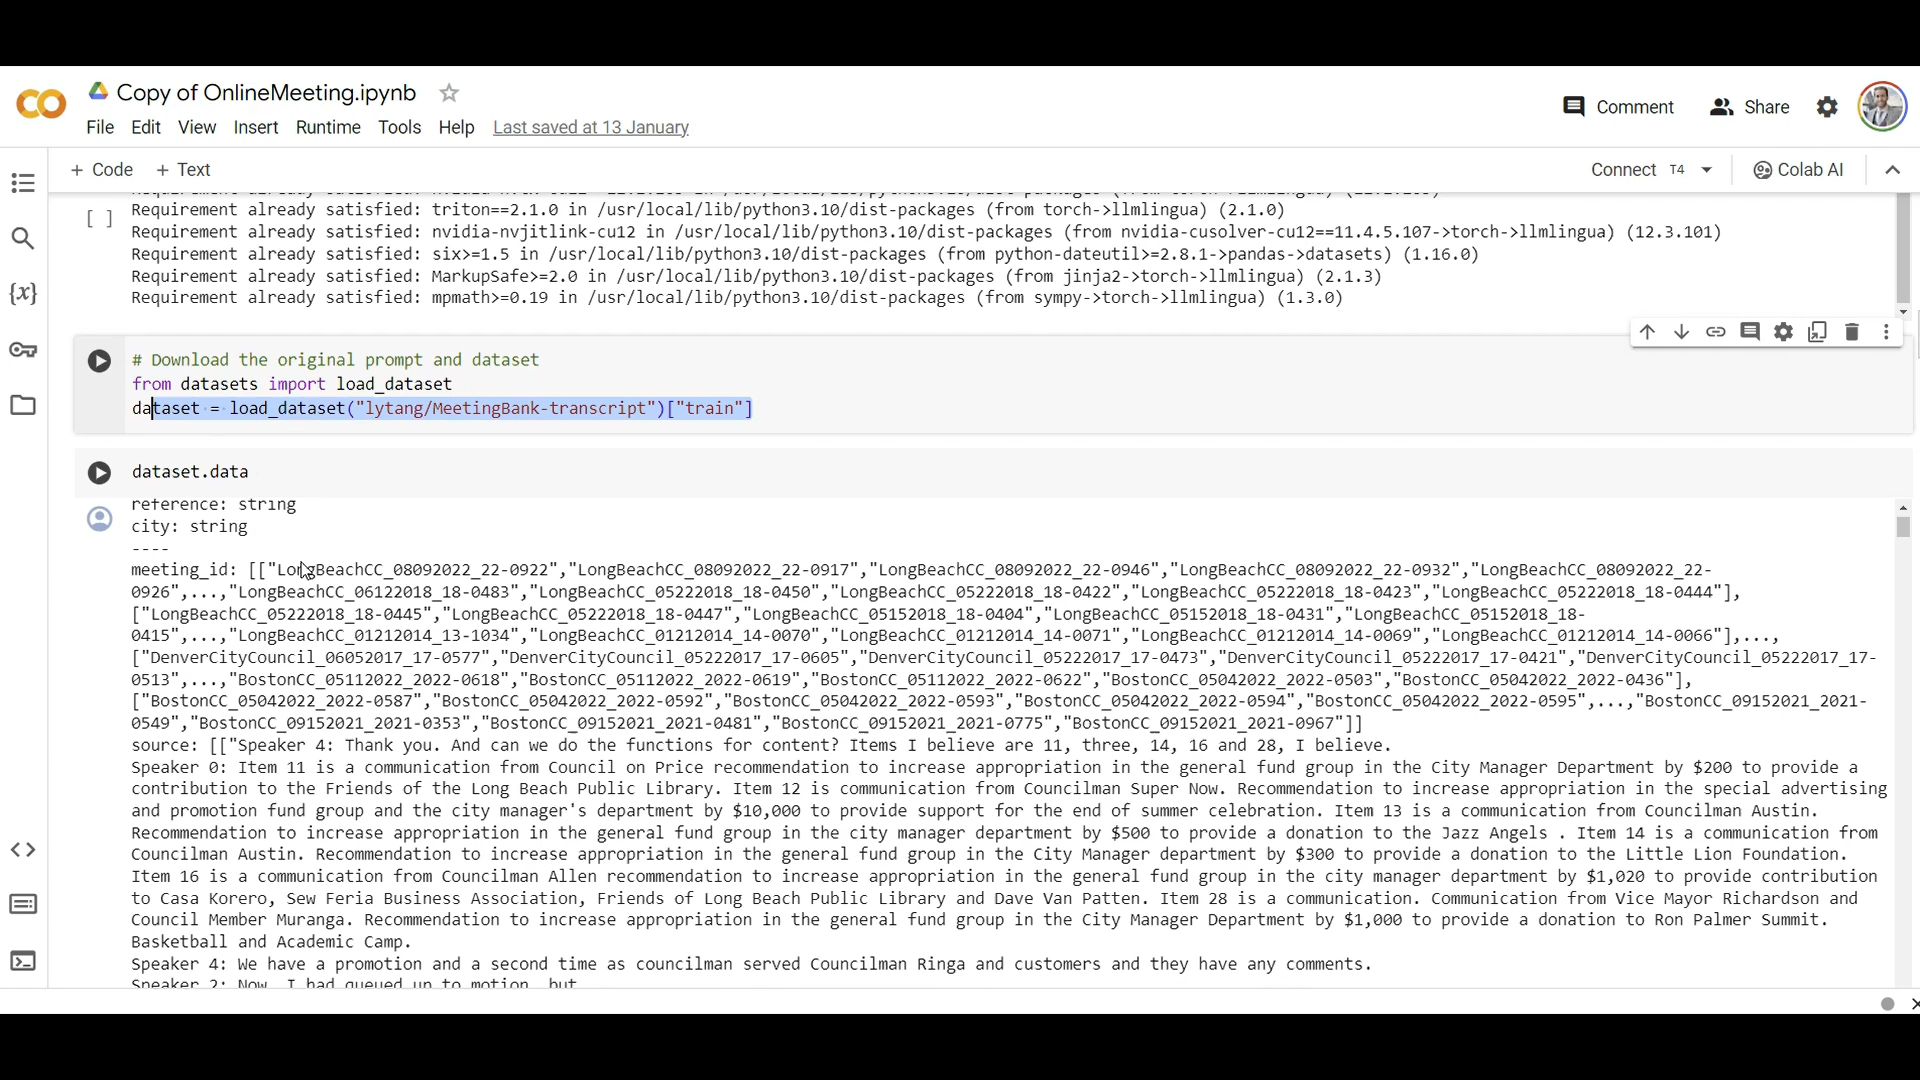 Copy of OnlineMeeting.ipynb
File Edit View Insert Runtime Tools Help Last saved at 13 January
Comment Share
+ Code + Text
Connect T4 Colab AI
[ ] Requirement already satisfied: triton==2.1.0 in /usr/local/lib/python3.10/dist-packages (from torch->llmlingua) (2.1.0)
Requirement already satisfied: nvidia-nvjitlink-cu12 in /usr/local/lib/python3.10/dist-packages (from nvidia-cusolver-cu12==11.4.5.107->torch->llmlingua) (12.3.101)
Requirement already satisfied: six>=1.5 in /usr/local/lib/python3.10/dist-packages (from python-dateutil>=2.8.1->pandas->datasets) (1.16.0)
Requirement already satisfied: MarkupSafe>=2.0 in /usr/local/lib/python3.10/dist-packages (from jinja2->torch->llmlingua) (2.1.3)
Requirement already satisfied: mpmath>=0.19 in /usr/local/lib/python3.10/dist-packages (from sympy->torch->llmlingua) (1.3.0)
# Download the original prompt and dataset
from datasets import load_dataset
dataset = load_dataset("lytang/MeetingBank-transcript")["train"]
dataset.data
reference: string
city: string
----
meeting_id: [["LongBeachCC_08092022_22-0922","LongBeachCC_08092022_22-0917","LongBeachCC_08092022_22-0946","LongBeachCC_08092022_22-0932","LongBeachCC_08092022_22-
0926",...,"LongBeachCC_06122018_18-0483","LongBeachCC_05222018_18-0450","LongBeachCC_05222018_18-0422","LongBeachCC_05222018_18-0423","LongBeachCC_05222018_18-0444"],
["LongBeachCC_05222018_18-0445","LongBeachCC_05222018_18-0447","LongBeachCC_05152018_18-0404","LongBeachCC_05152018_18-0431","LongBeachCC_05152018_18-
0415",...,"LongBeachCC_01212014_13-1034","LongBeachCC_01212014_14-0070","LongBeachCC_01212014_14-0071","LongBeachCC_01212014_14-0069","LongBeachCC_01212014_14-0066"],...,
["DenverCityCouncil_06052017_17-0577","DenverCityCouncil_05222017_17-0605","DenverCityCouncil_05222017_17-0473","DenverCityCouncil_05222017_17-0421","DenverCityCouncil_05222017_17-
0513",...,"BostonCC_05112022_2022-0618","BostonCC_05112022_2022-0619","BostonCC_05112022_2022-0622","BostonCC_05042022_2022-0503","BostonCC_05042022_2022-0436"],
["BostonCC_05042022_2022-0587","BostonCC_05042022_2022-0592","BostonCC_05042022_2022-0593","BostonCC_05042022_2022-0594","BostonCC_05042022_2022-0595",...,"BostonCC_09152021_2021-
0549","BostonCC_09152021_2021-0353","BostonCC_09152021_2021-0481","BostonCC_09152021_2021-0775","BostonCC_09152021_2021-0967"]]
source: [["Speaker 4: Thank you. And can we do the functions for content? Items I believe are 11, three, 14, 16 and 28, I believe.
Speaker 0: Item 11 is a communication from Council on Price recommendation to increase appropriation in the general fund group in the City Manager Department by $200 to provide a
contribution to the Friends of the Long Beach Public Library. Item 12 is communication from Councilman Super Now. Recommendation to increase appropriation in the special advertising
and promotion fund group and the city manager's department by $10,000 to provide support for the end of summer celebration. Item 13 is a communication from Councilman Austin.
Recommendation to increase appropriation in the general fund group in the city manager department by $500 to provide a donation to the Jazz Angels . Item 14 is a communication from
Councilman Austin. Recommendation to increase appropriation in the general fund group in the City Manager department by $300 to provide a donation to the Little Lion Foundation.
Item 16 is a communication from Councilman Allen recommendation to increase appropriation in the general fund group in the city manager department by $1,020 to provide contribution
to Casa Korero, Sew Feria Business Association, Friends of Long Beach Public Library and Dave Van Patten. Item 28 is a communication. Communication from Vice Mayor Richardson and
Council Member Muranga. Recommendation to increase appropriation in the general fund group in the City Manager Department by $1,000 to provide a donation to Ron Palmer Summit.
Basketball and Academic Camp.
Speaker 4: We have a promotion and a second time as councilman served Councilman Ringa and customers and they have any comments.
Speaker 2: Now. I had queued up to motion, but